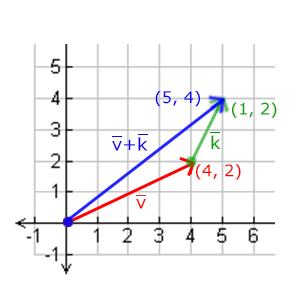 5
4
3
2
1
-1
-1 1 2 3 4 5 6
(5, 4)
(1, 2)
v̅+k̅
k̅
(4, 2)
v̅